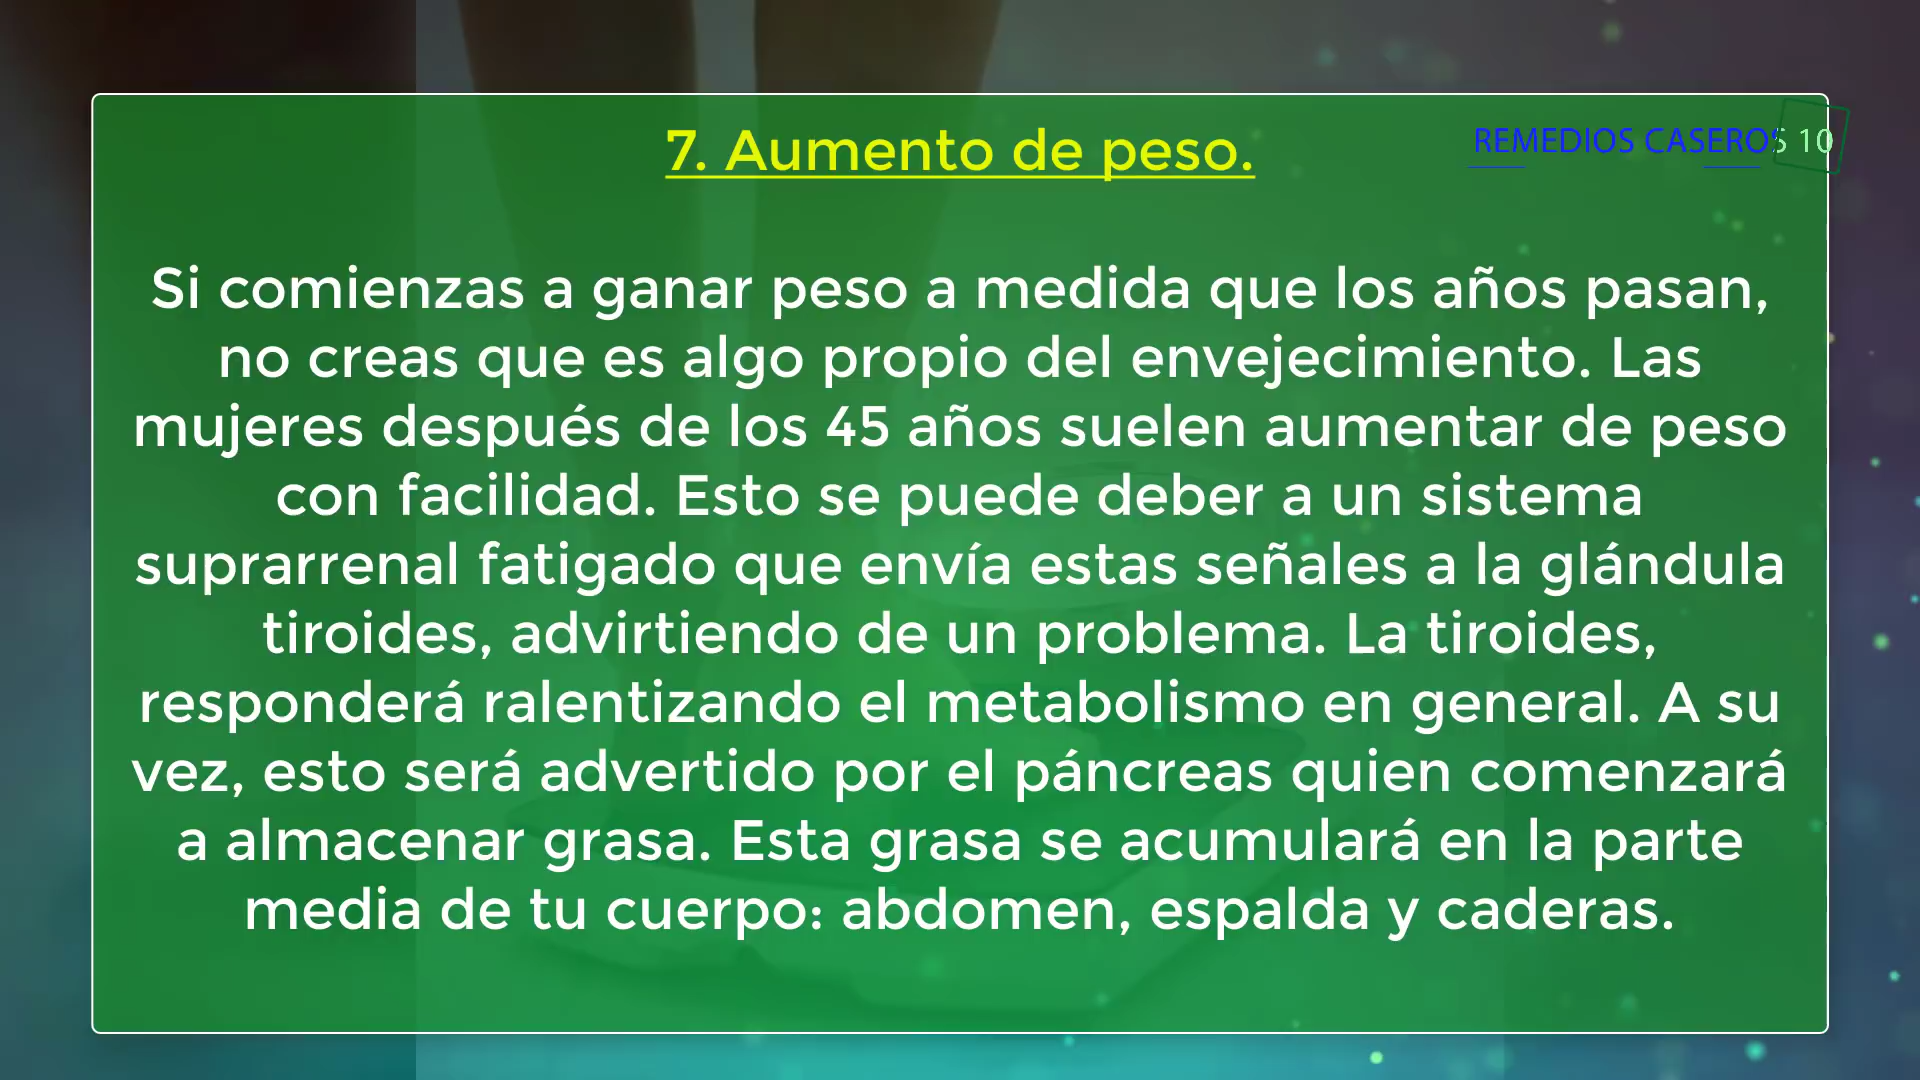 7. Aumento de peso.
REMEDIOS CASEROS 10
Si comienzas a ganar peso a medida que los años pasan,
no creas que es algo propio del envejecimiento. Las
mujeres después de los 45 años suelen aumentar de peso
con facilidad. Esto se puede deber a un sistema
suprarrenal fatigado que envía estas señales a la glándula
tiroides, advirtiendo de un problema. La tiroides,
responderá ralentizando el metabolismo en general. A su
vez, esto será advertido por el páncreas quien comenzará
a almacenar grasa. Esta grasa se acumulará en la parte
media de tu cuerpo: abdomen, espalda y caderas.